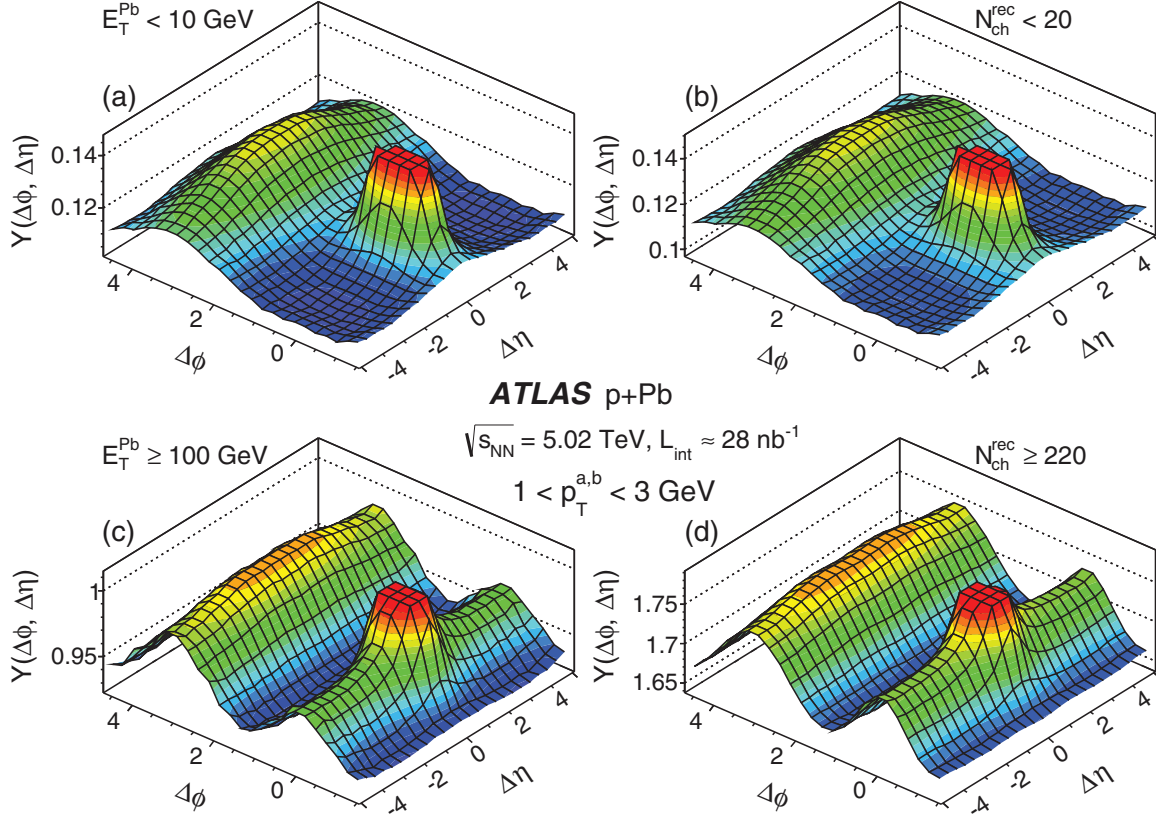 E_T^Pb < 10 GeV
N_ch^rec < 20
(a)
(b)
Y(Δϕ, Δη)
0.14
0.12
4
2
0
Δϕ
-4
-2
0
2
4
Δη
Y(Δϕ, Δη)
0.14
0.12
0.1
4
2
0
Δϕ
-4
-2
0
2
4
Δη
ATLAS p+Pb
√s_NN = 5.02 TeV, L_int ≈ 28 nb^-1
1 < p_T^a,b < 3 GeV
E_T^Pb ≥ 100 GeV
N_ch^rec ≥ 220
(c)
(d)
Y(Δϕ, Δη)
1
0.95
4
2
0
Δϕ
-4
-2
0
2
4
Δη
Y(Δϕ, Δη)
1.75
1.7
1.65
4
2
0
Δϕ
-4
-2
0
2
4
Δη